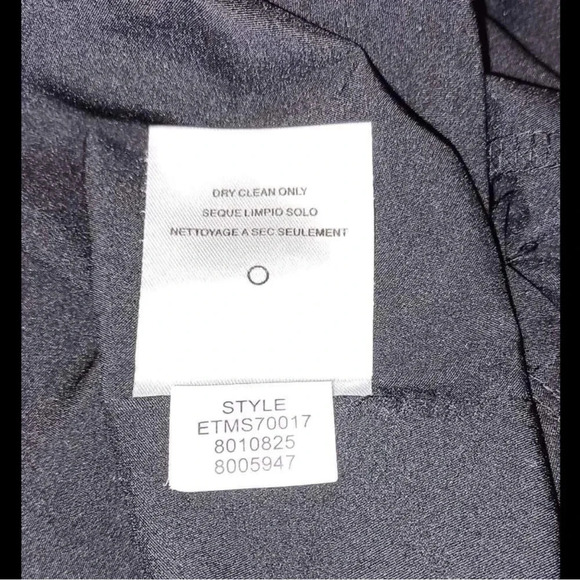 DRY CLEAN ONLY
SEQUE LIMPIO SOLO
NETTOYAGE A SEC SEULEMENT
STYLE
ETMS70017
8010825
8005947